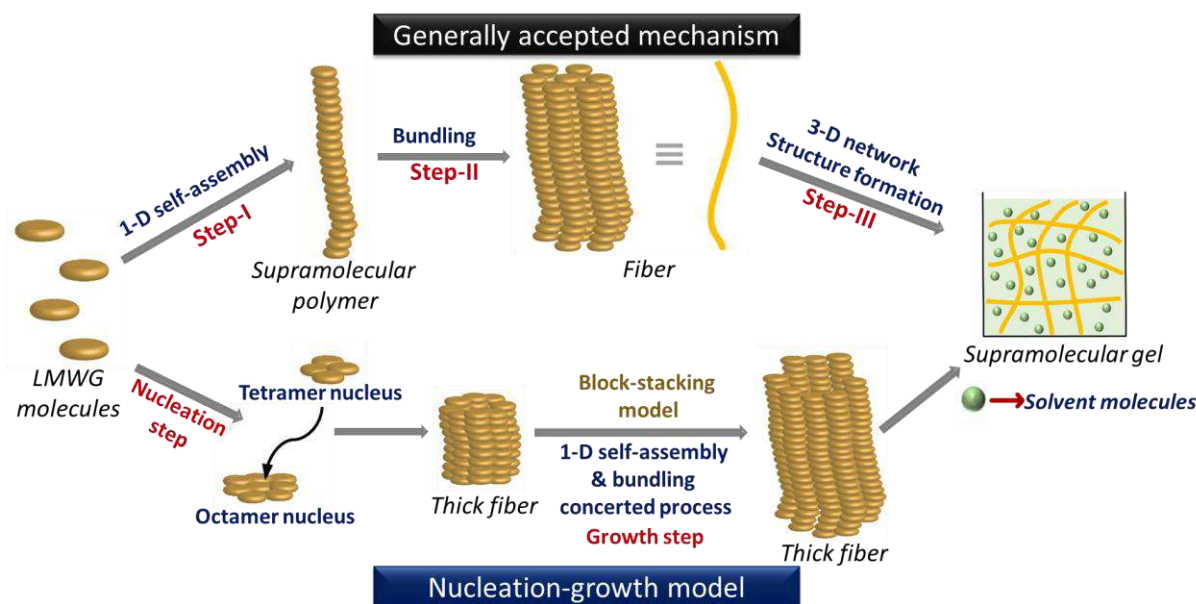 Generally accepted mechanism
1-D self-assembly
Step-I
Supramolecular
polymer
Bundling
Step-II
Fiber
3-D network
Structure formation
Step-III
LMWG
molecules
Supramolecular gel
Solvent molecules
Nucleation
step
Tetramer nucleus
Octamer nucleus
Thick fiber
Block-stacking
model
1-D self-assembly
& bundling
concerted process
Growth step
Thick fiber
Nucleation-growth model